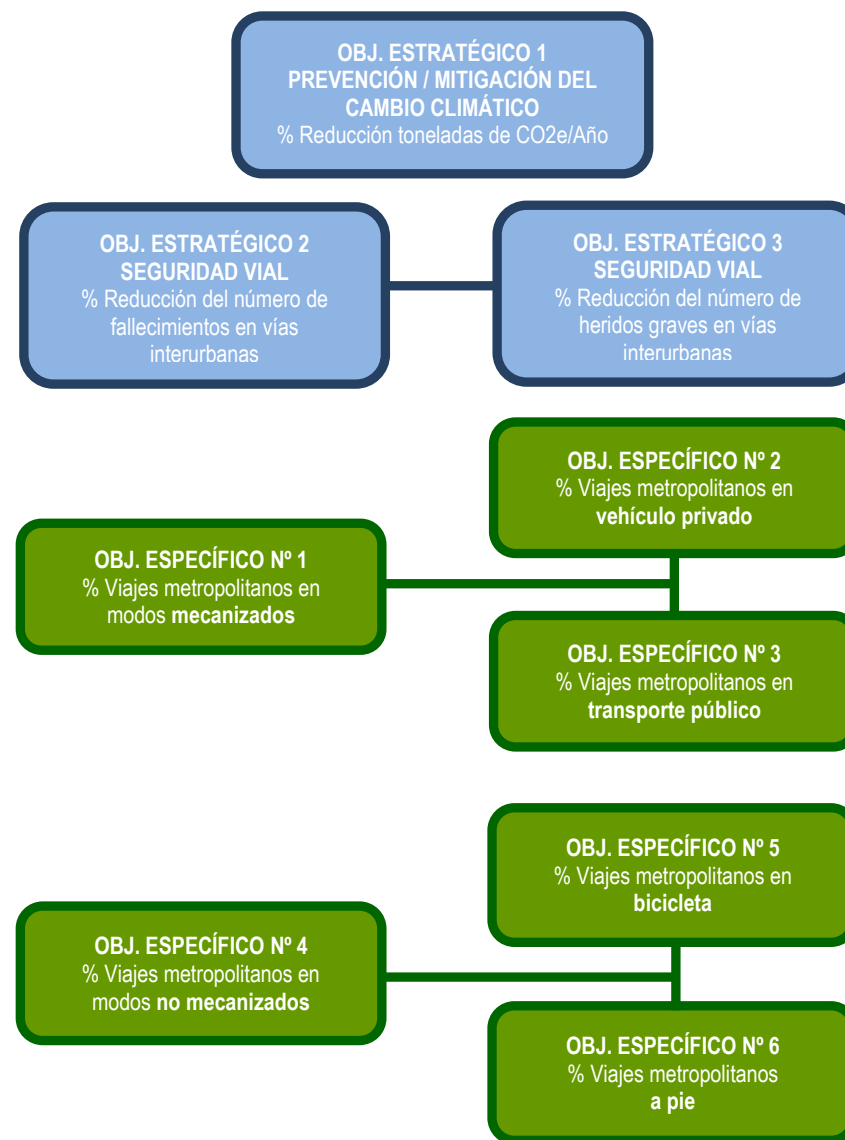 OBJ. ESTRATÉGICO 1
PREVENCIÓN / MITIGACIÓN DEL
CAMBIO CLIMÁTICO
% Reducción toneladas de CO2e/Año
OBJ. ESTRATÉGICO 2
SEGURIDAD VIAL
% Reducción del número de
fallecimientos en vías
interurbanas
OBJ. ESTRATÉGICO 3
SEGURIDAD VIAL
% Reducción del número de
heridos graves en vías
interurbanas
OBJ. ESPECÍFICO Nº 2
% Viajes metropolitanos en
vehículo privado
OBJ. ESPECÍFICO Nº 1
% Viajes metropolitanos en
modos mecanizados
OBJ. ESPECÍFICO Nº 3
% Viajes metropolitanos en
transporte público
OBJ. ESPECÍFICO Nº 5
% Viajes metropolitanos en
bicicleta
OBJ. ESPECÍFICO Nº 4
% Viajes metropolitanos en
modos no mecanizados
OBJ. ESPECÍFICO Nº 6
% Viajes metropolitanos
a pie